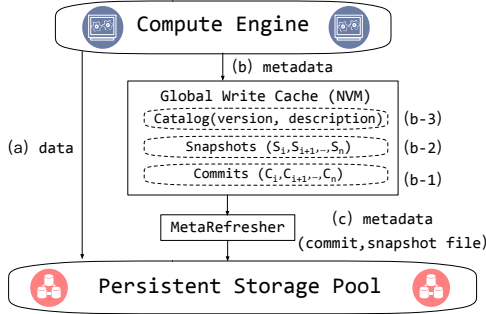 Compute Engine
(b) metadata
Global Write Cache (NVM)
Catalog(version, description)
(b-3)
(a) data
Snapshots (Si,Si+1,…,Sn)
(b-2)
Commits (Ci,Ci+1,…,Cn)
(b-1)
MetaRefresher
(c) metadata
(commit,snapshot file)
Persistent Storage Pool